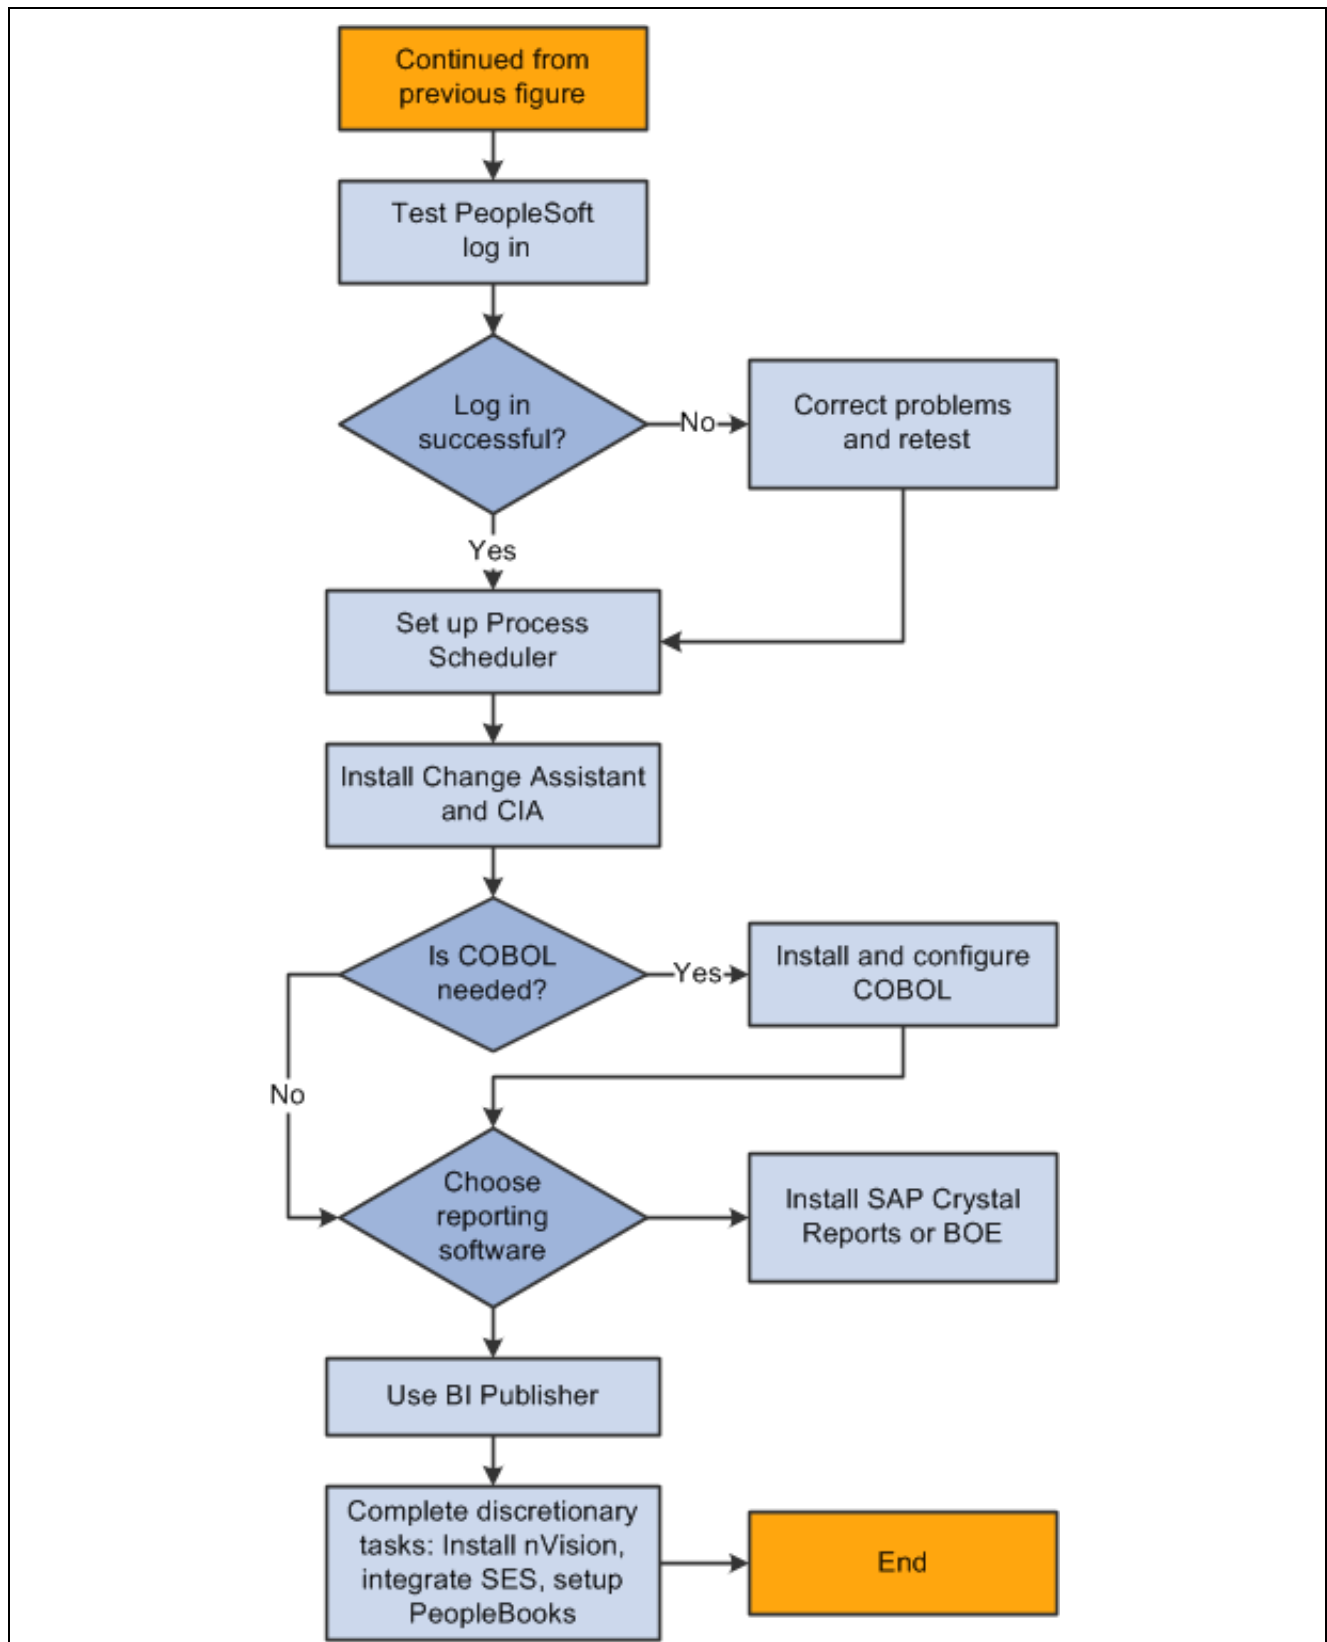 Continued from
previous figure
Test PeopleSoft
log in
Log in
successful?
No
Correct problems
and retest
Yes
Set up Process
Scheduler
Install Change Assistant
and CIA
Is COBOL
needed?
Yes
Install and configure
COBOL
No
Choose
reporting
software
Install SAP Crystal
Reports or BOE
Use BI Publisher
Complete discretionary
tasks: Install nVision,
integrate SES, setup
PeopleBooks
End